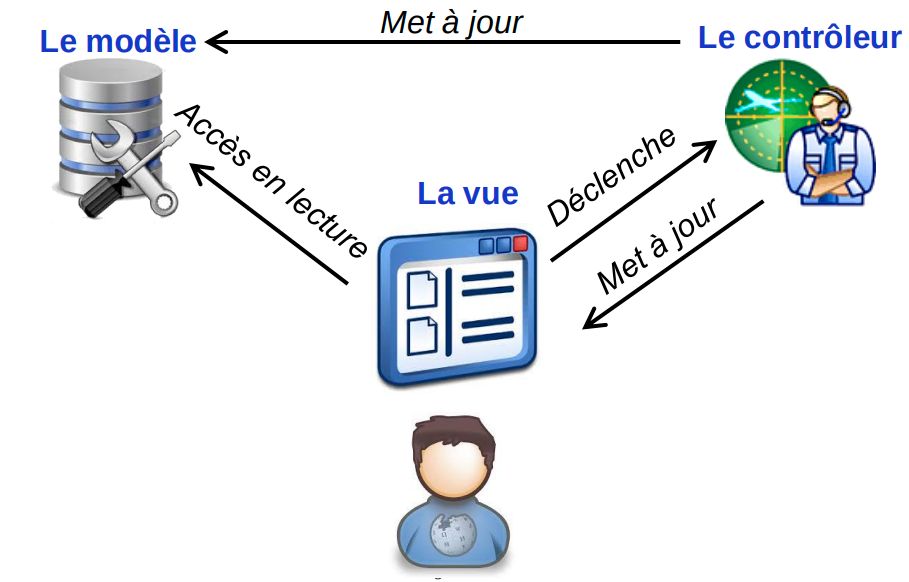 Met à jour
Le modèle
Le contrôleur
Accès en lecture
La vue
Déclenche
Met à jour